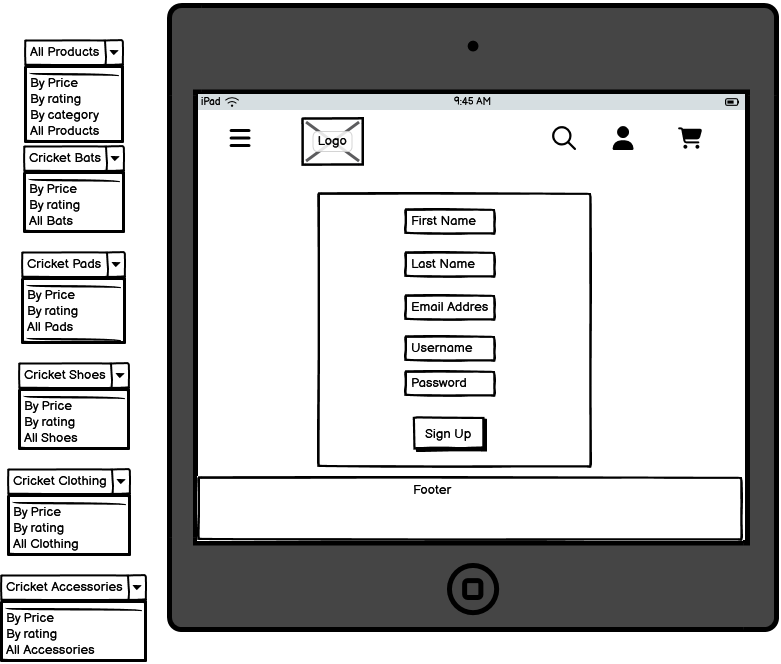 All Products
By Price
By rating
By category
All Products
Cricket Bats
By Price
By rating
All Bats
Cricket Pads
By Price
By rating
All Pads
Cricket Shoes
By Price
By rating
All Shoes
Cricket Clothing
By Price
By rating
All Clothing
Cricket Accessories
By Price
By rating
All Accessories
iPad 9:45 AM
Logo
First Name
Last Name
Email Addres
Username
Password
Sign Up
Footer